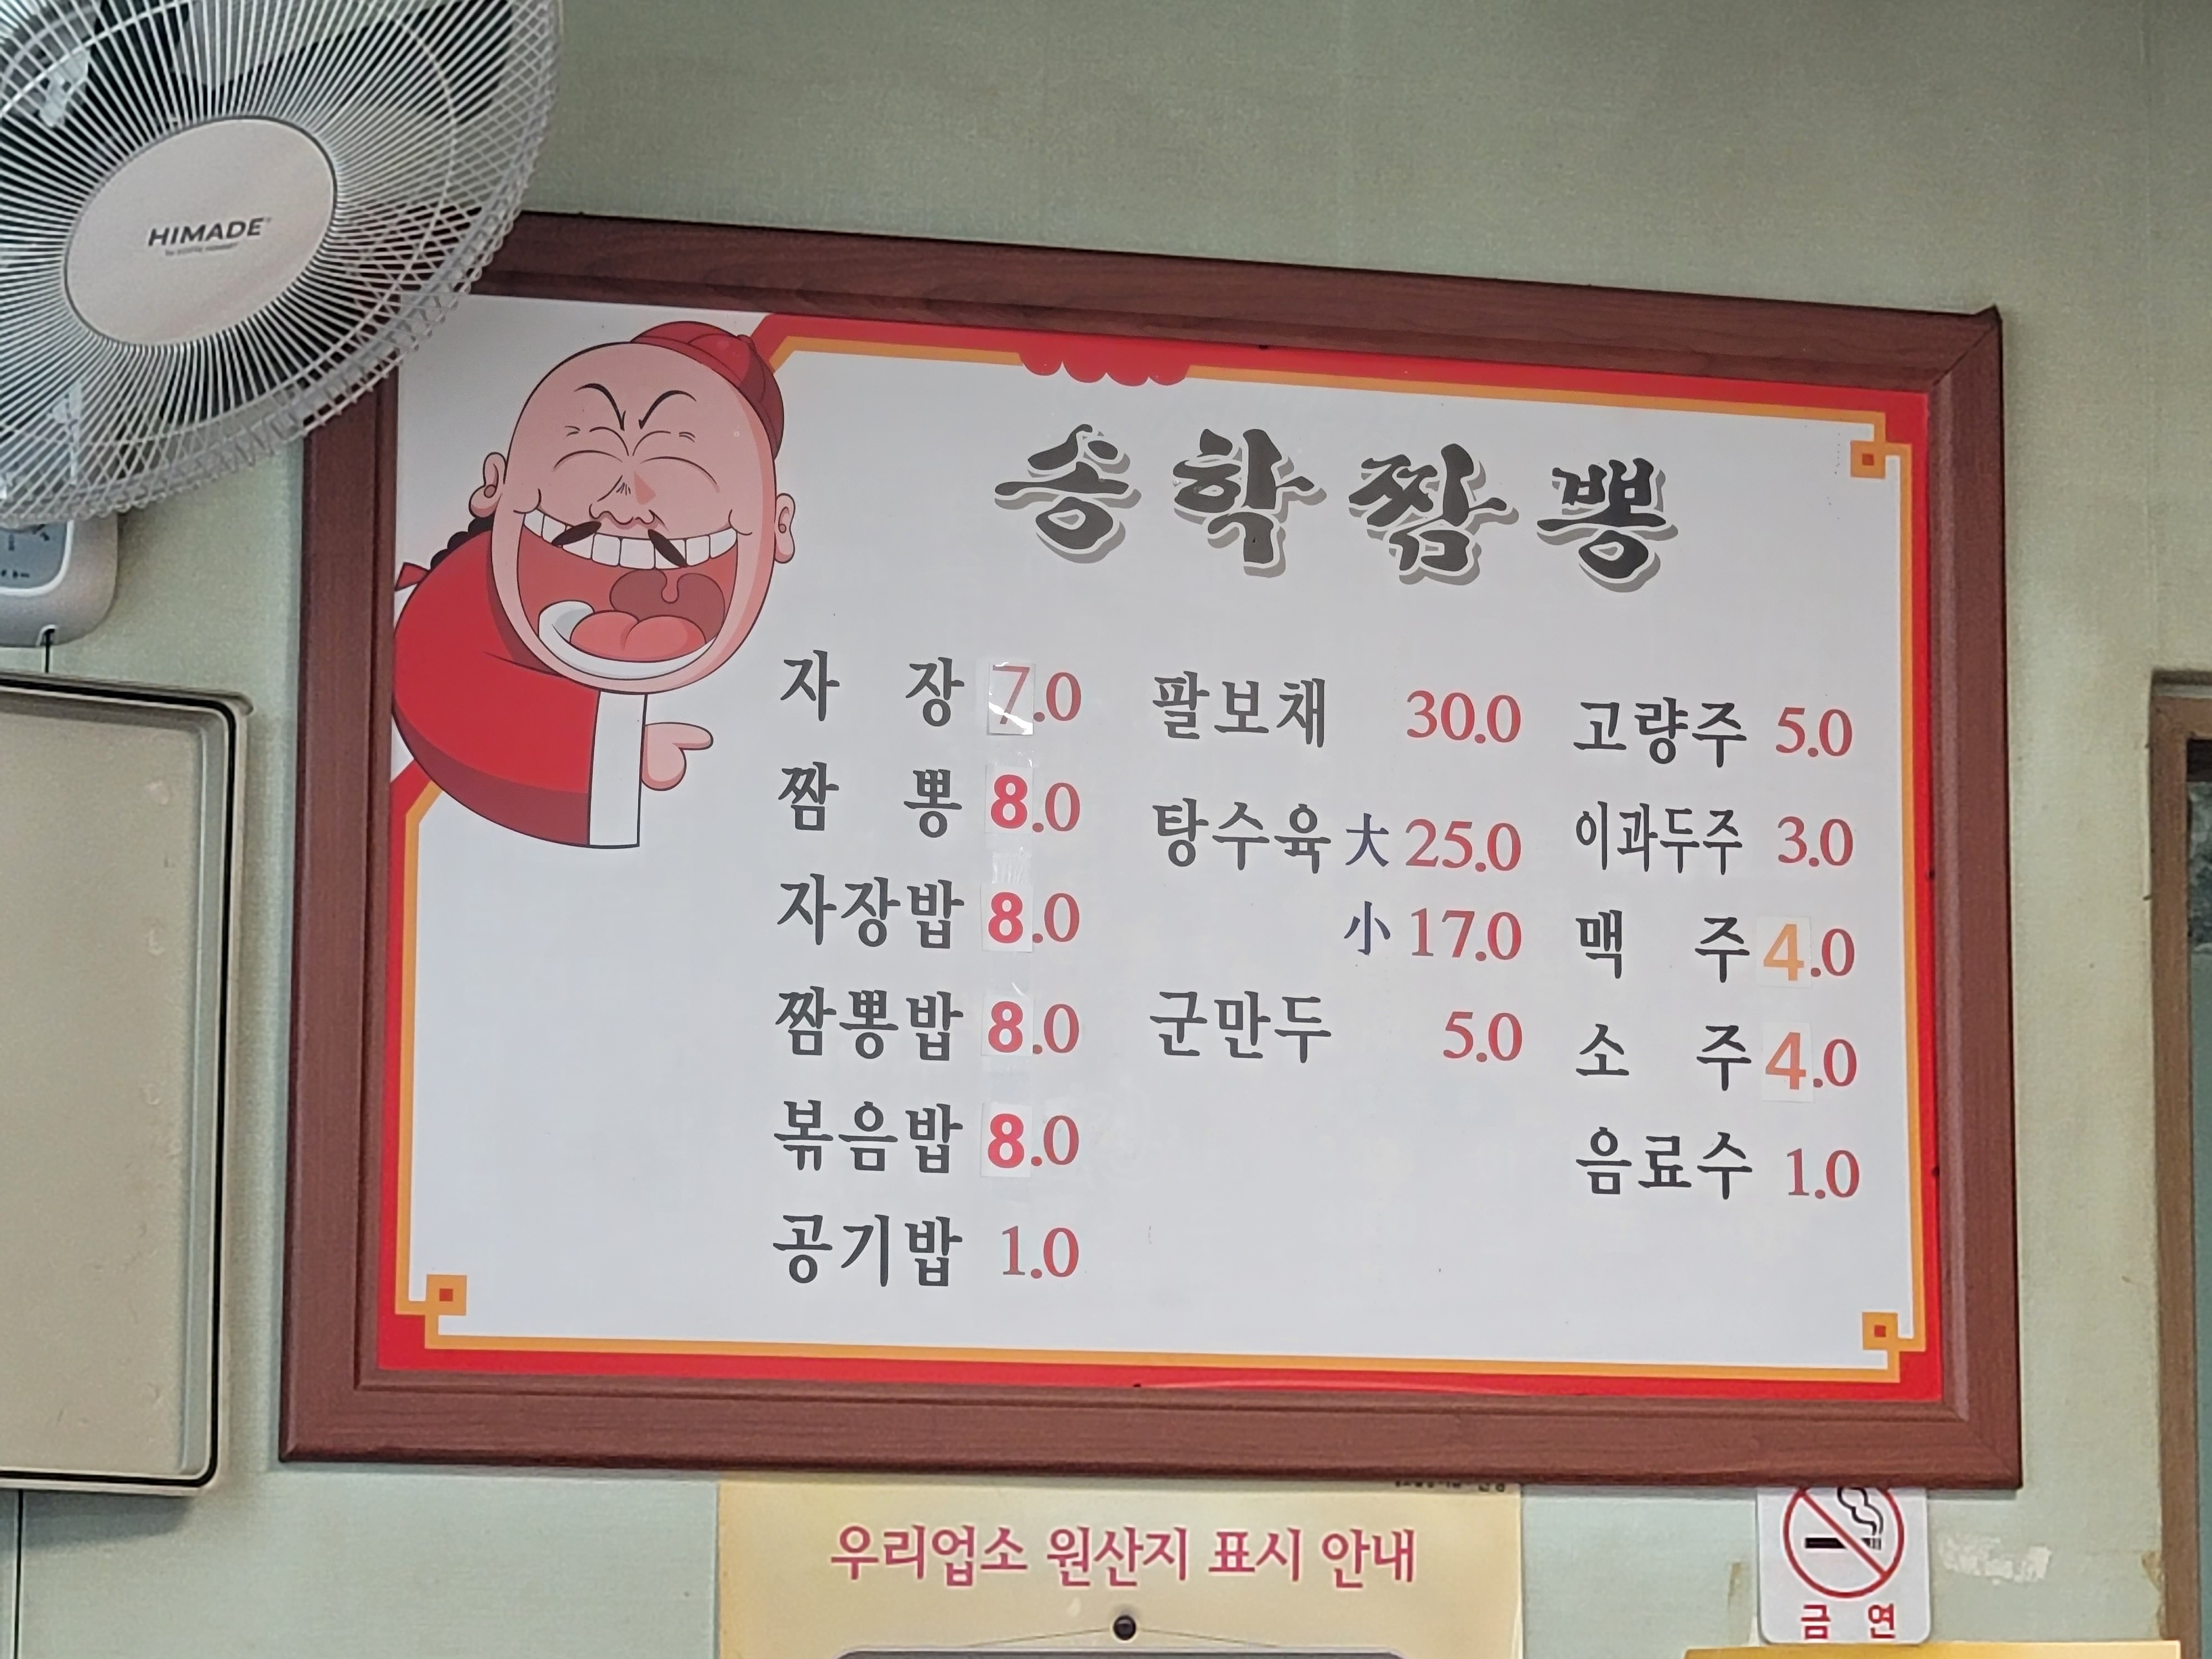 HIMADE
송학짬뽕
자장 7.0
짬뽕 8.0
자장밥 8.0
짬뽕밥 8.0
볶음밥 8.0
공기밥 1.0
팔보채 30.0
탕수육 大 25.0
小 17.0
군만두 5.0
고량주 5.0
이과두주 3.0
맥주 4.0
소주 4.0
음료수 1.0
우리업소 원산지 표시 안내
금연